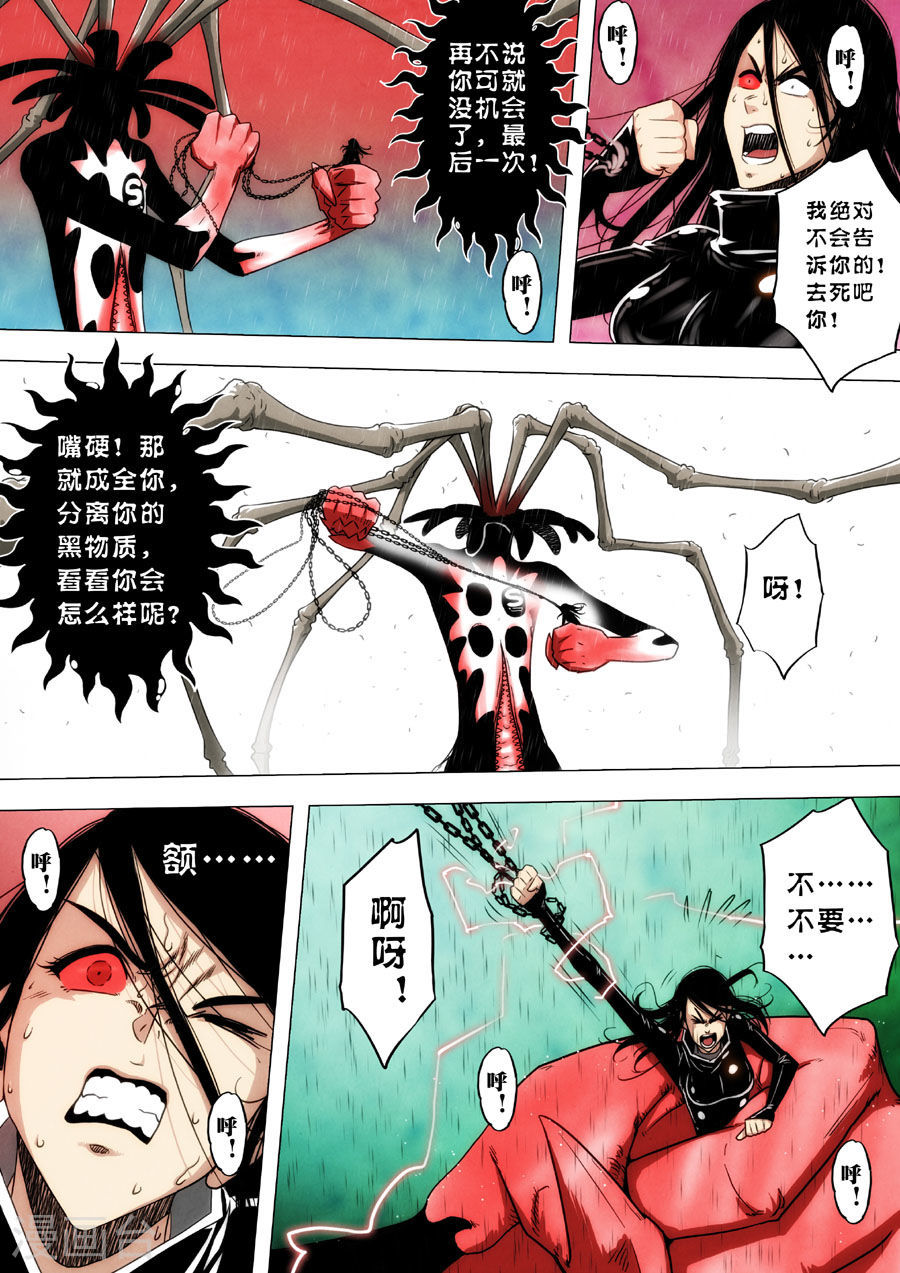 再不说
你可就
没机会
了，最
后一次！
呼！
S
呼！
呼！
我绝对
不会告
诉你的！
去死吧
你！
嘴硬！那
就成全你，
分离你的
黑物质，
看看你会
怎么样呢？
S
呀！
呼！
额……
呼！
啊呀！
不……
不要…
…
呼！
呼！
漫画台